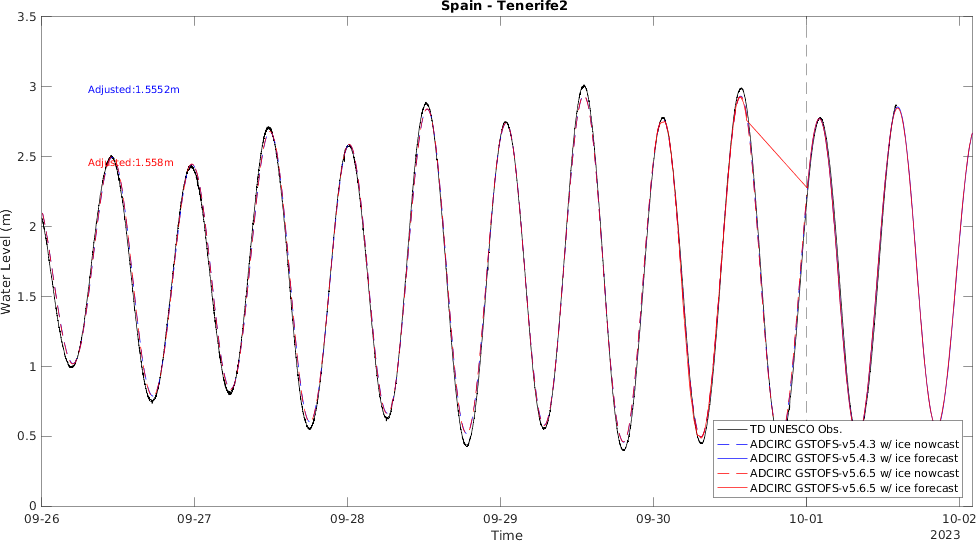 Spain - Tenerife2
3.5
3
2.5
2
1.5
1
0.5
0
Water Level (m)
Adjusted:1.5552m
Adjusted:1.558m
TD UNESCO Obs.
ADCIRC GSTOFS-v5.4.3 w/ ice nowcast
ADCIRC GSTOFS-v5.4.3 w/ ice forecast
ADCIRC GSTOFS-v5.6.5 w/ ice nowcast
ADCIRC GSTOFS-v5.6.5 w/ ice forecast
09-26 09-27 09-28 09-29 09-30 10-01 10-02
Time
2023